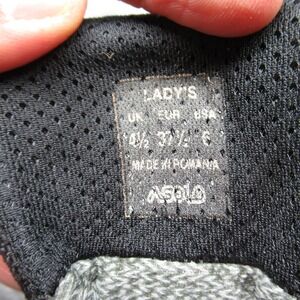 LADY'S
UK EUR USA
4½ 37½ 6
MADE IN ROMANIA
Asolo